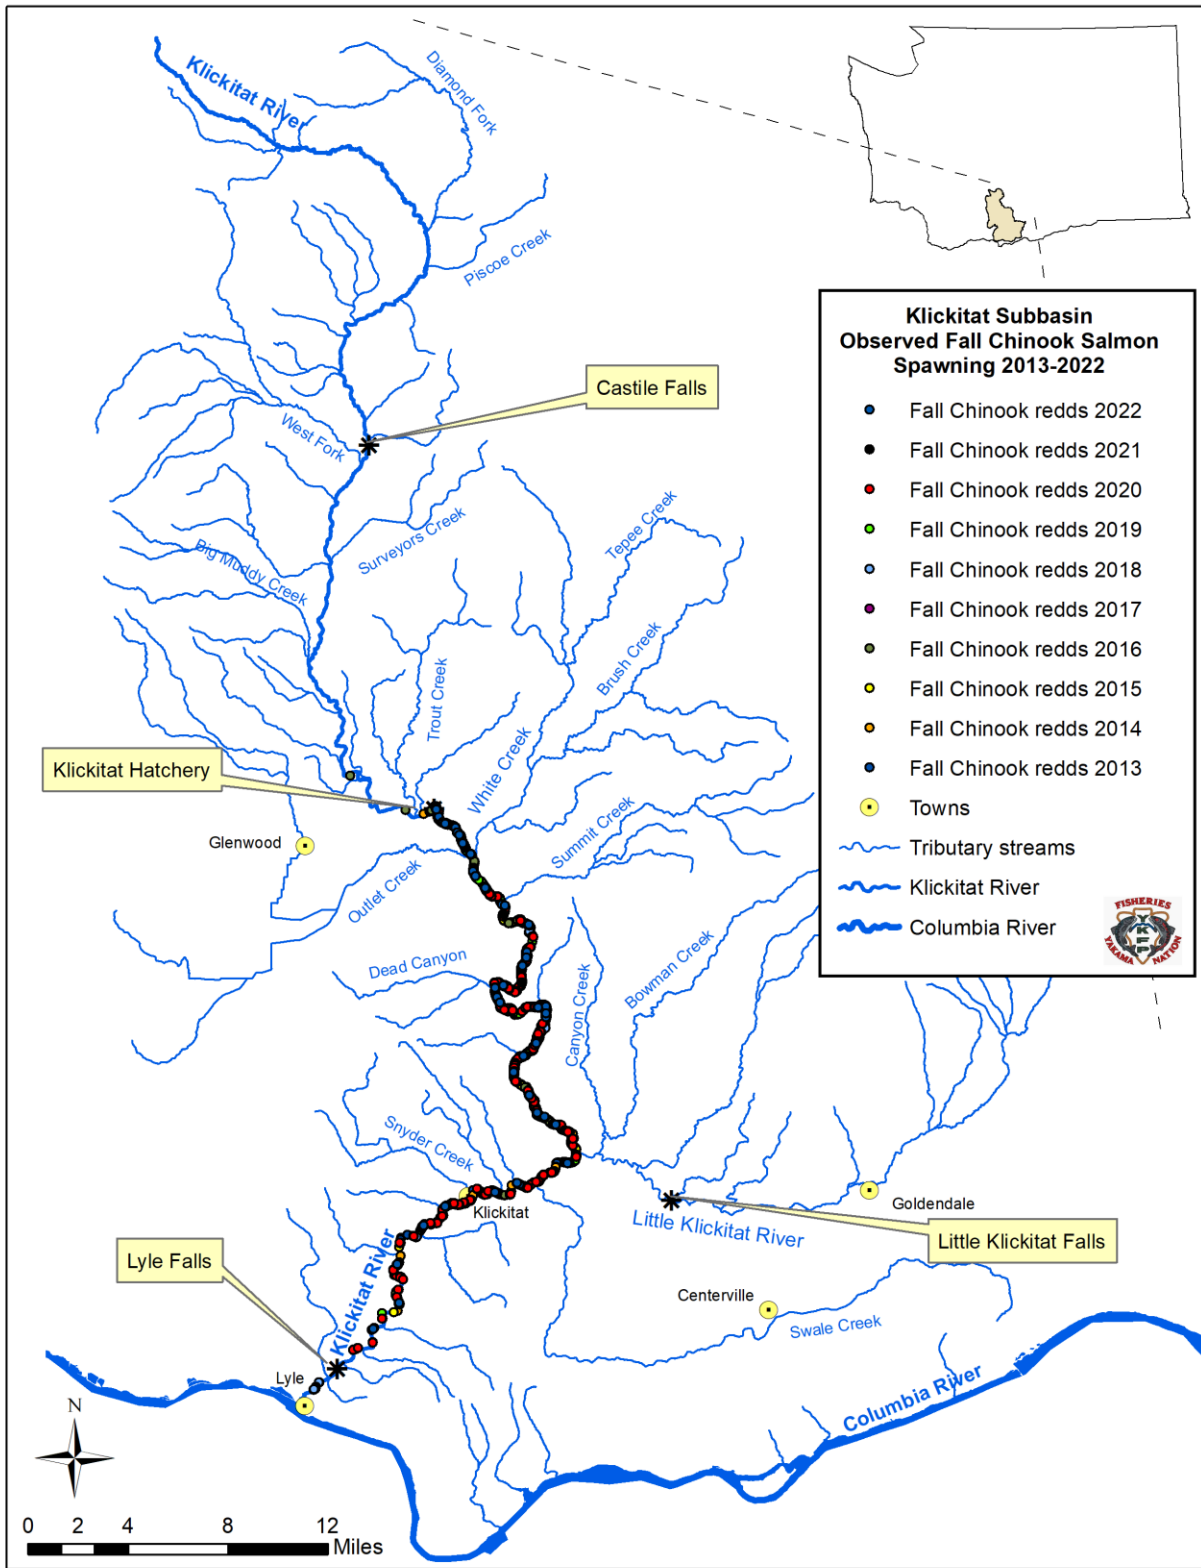 Klickitat River
Diamond Fork
Piscoe Creek
Castile Falls
West Fork
Surveyors Creek
Big Muddy Creek
Tepee Creek
Brush Creek
Trout Creek
White Creek
Klickitat Hatchery
Glenwood
Summit Creek
Outlet Creek
Dead Canyon
Canyon Creek
Bowman Creek
Snyder Creek
Klickitat
Goldendale
Little Klickitat River
Little Klickitat Falls
Lyle Falls
Klickitat River
Centerville
Swale Creek
Lyle
Columbia River
N
0 2 4 8 12
Miles
Klickitat Subbasin
Observed Fall Chinook Salmon
Spawning 2013-2022
Fall Chinook redds 2022
Fall Chinook redds 2021
Fall Chinook redds 2020
Fall Chinook redds 2019
Fall Chinook redds 2018
Fall Chinook redds 2017
Fall Chinook redds 2016
Fall Chinook redds 2015
Fall Chinook redds 2014
Fall Chinook redds 2013
Towns
Tributary streams
Klickitat River
Columbia River
FISHERIES
YKFP
YAKAMA NATION